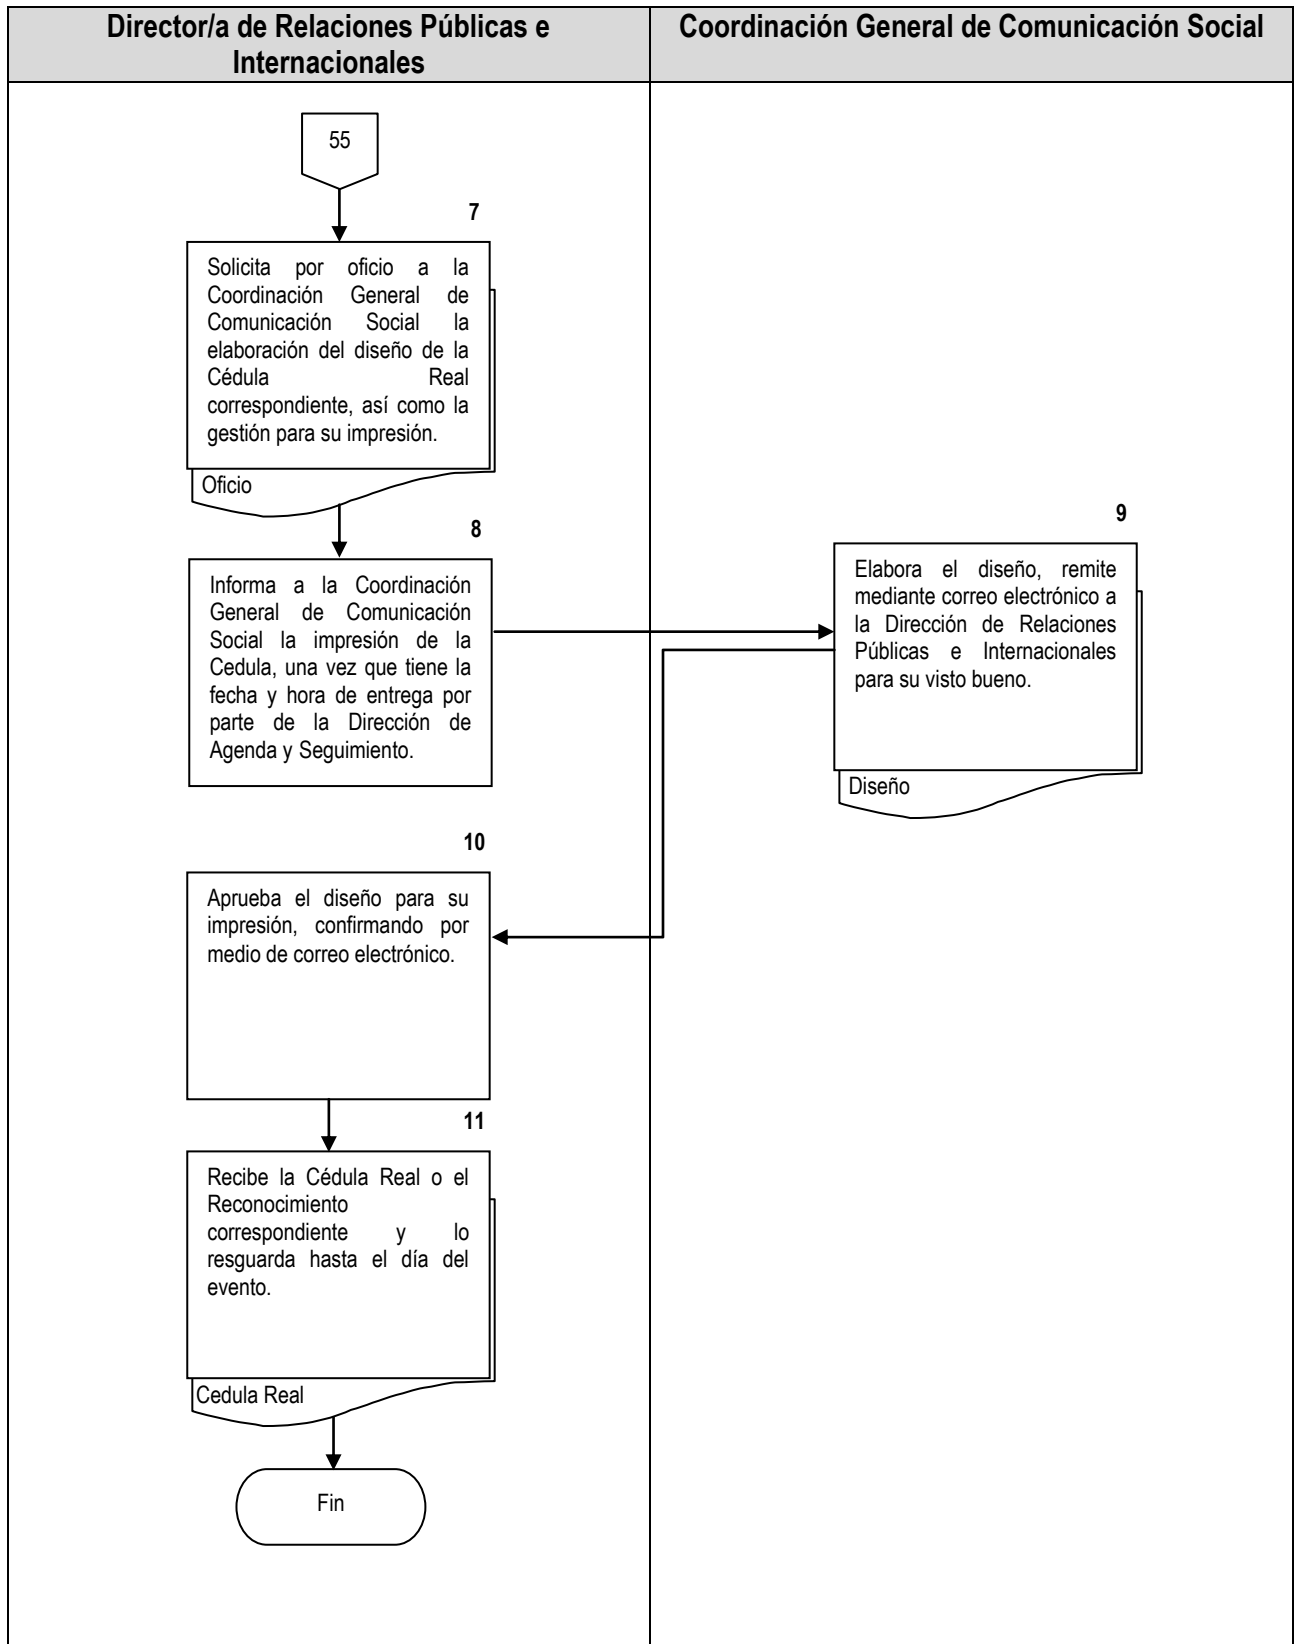 Director/a de Relaciones Públicas e
Internacionales
Coordinación General de Comunicación Social
55
7
Solicita por oficio a la
Coordinación General de
Comunicación Social la
elaboración del diseño de la
Cédula Real
correspondiente, así como la
gestión para su impresión.
Oficio
8
Informa a la Coordinación
General de Comunicación
Social la impresión de la
Cedula, una vez que tiene la
fecha y hora de entrega por
parte de la Dirección de
Agenda y Seguimiento.
9
Elabora el diseño, remite
mediante correo electrónico a
la Dirección de Relaciones
Públicas e Internacionales
para su visto bueno.
Diseño
10
Aprueba el diseño para su
impresión, confirmando por
medio de correo electrónico.
11
Recibe la Cédula Real o el
Reconocimiento
correspondiente y lo
resguarda hasta el día del
evento.
Cedula Real
Fin